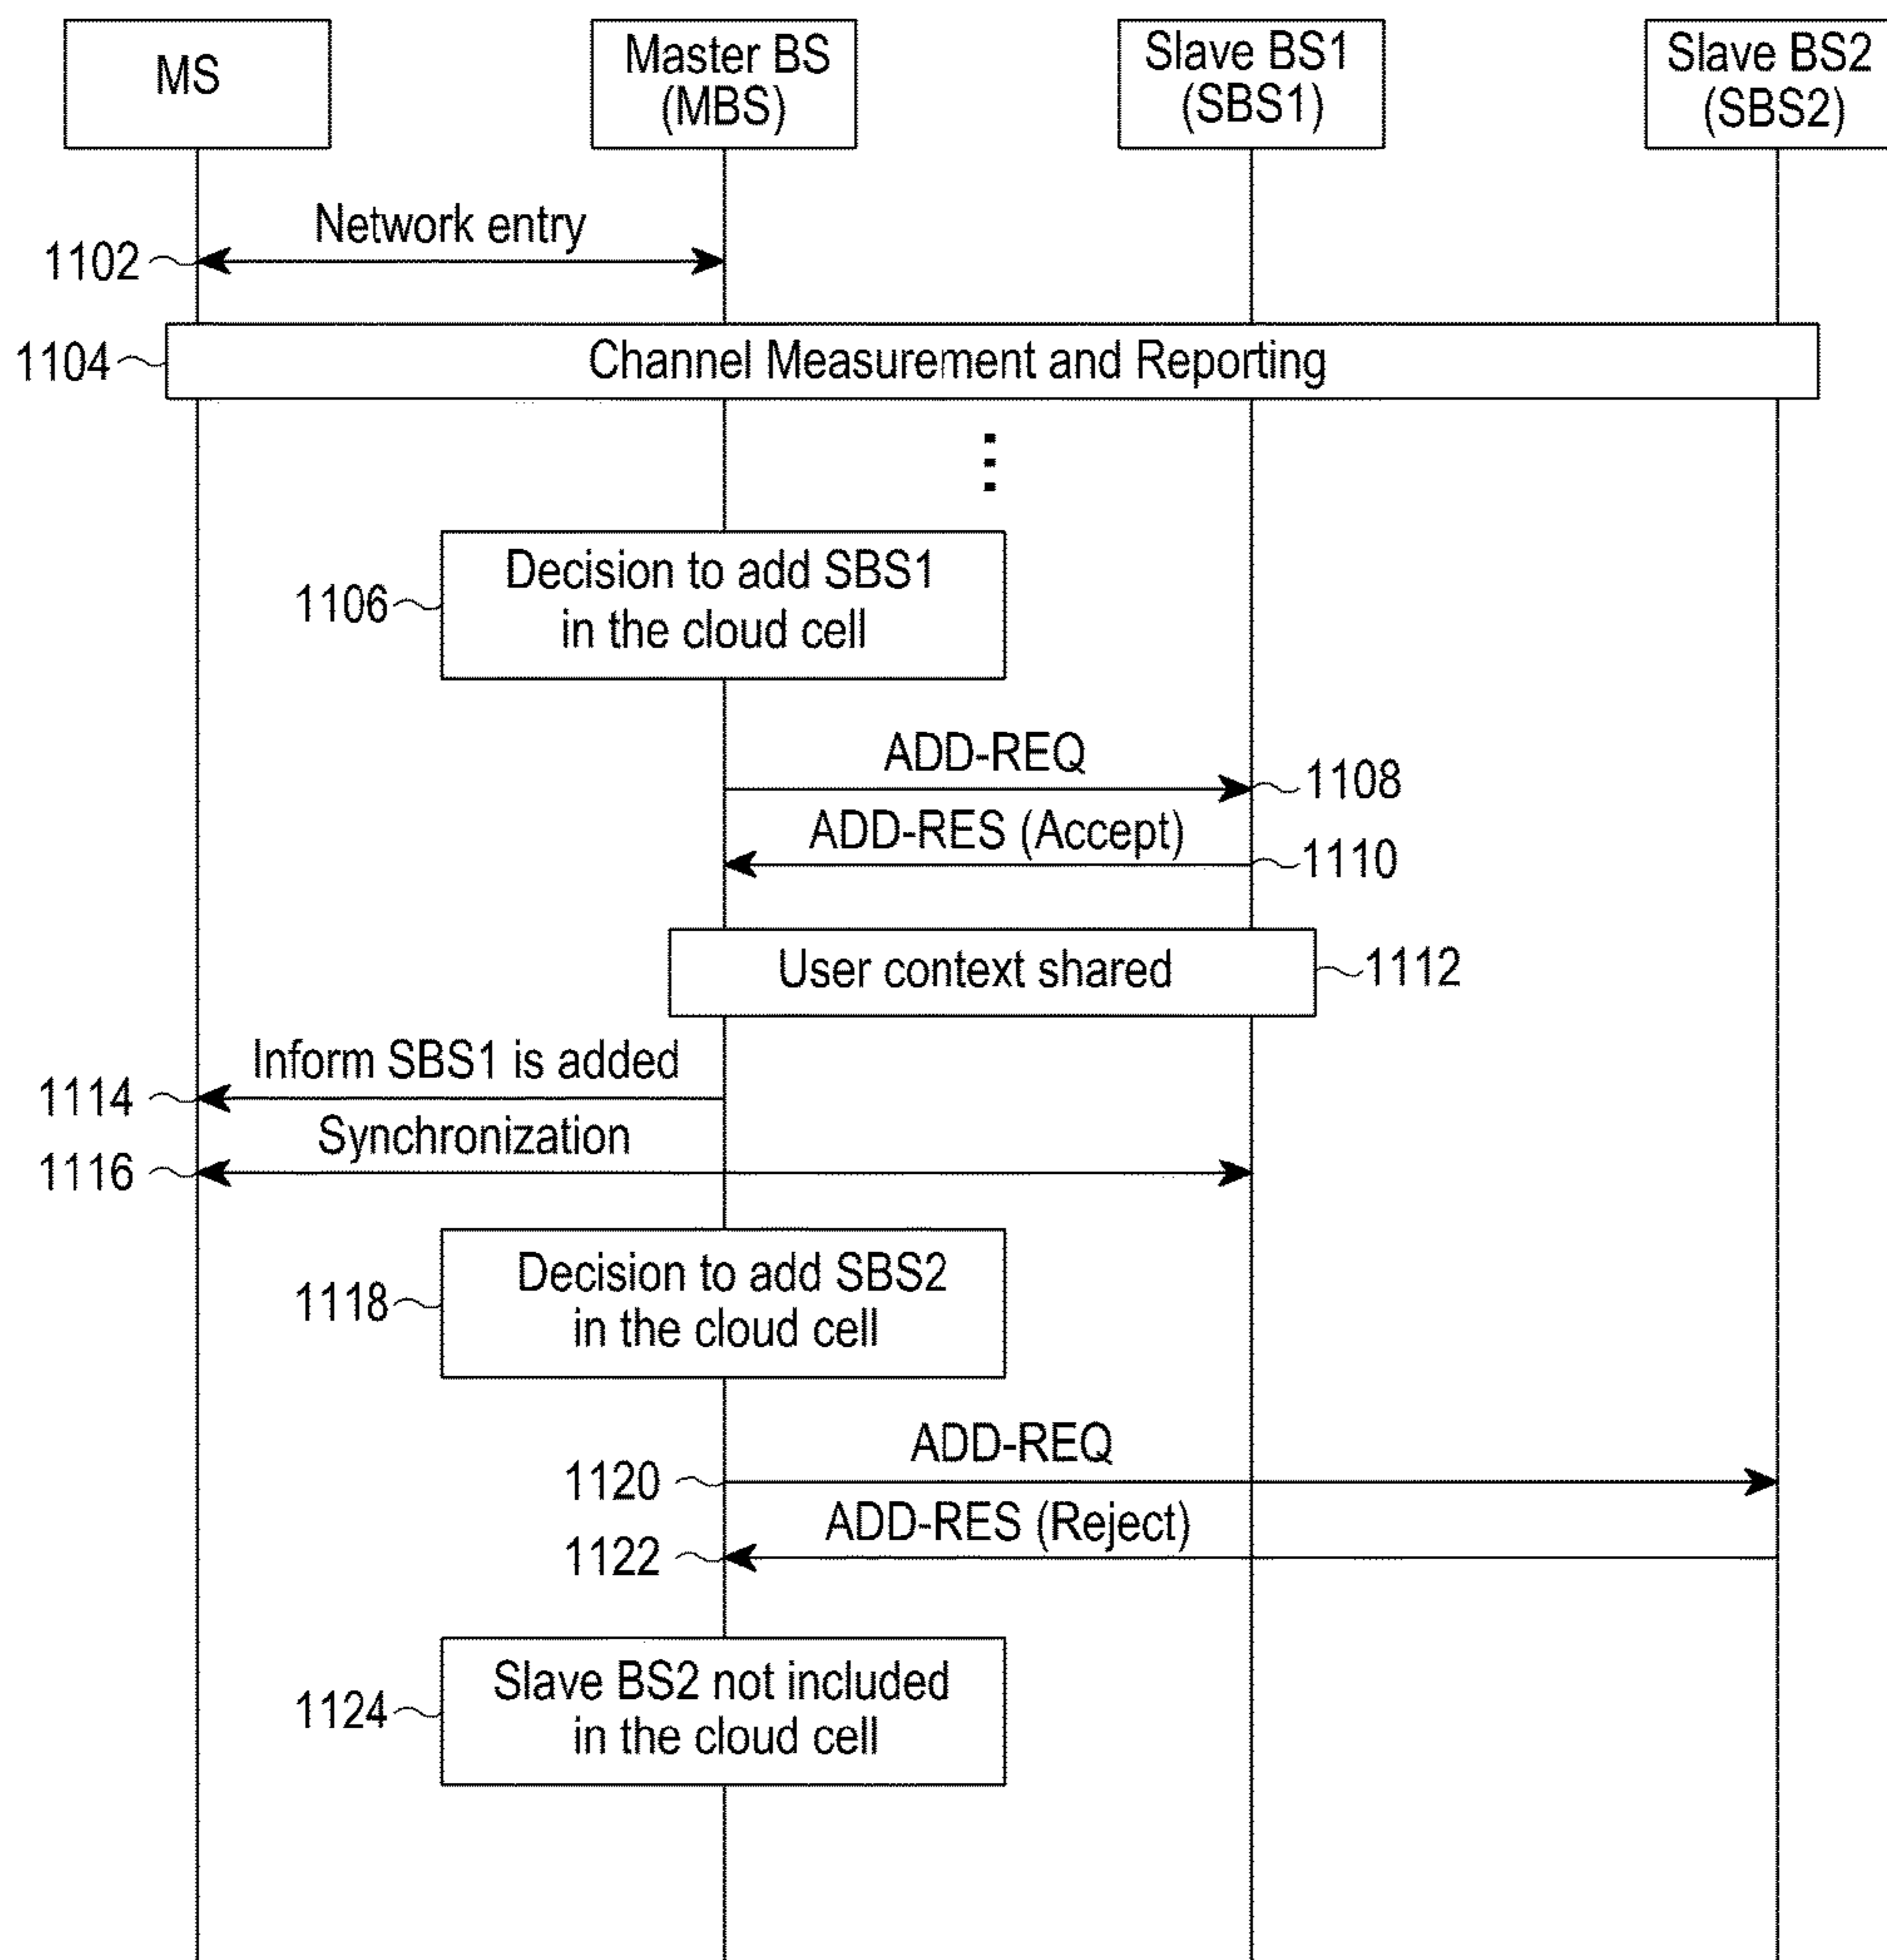 MS
Master BS
(MBS)
Slave BS1
(SBS1)
Slave BS2
(SBS2)
Network entry
1102
1104
Channel Measurement and Reporting
Decision to add SBS1
in the cloud cell
1106
ADD-REQ
1108
ADD-RES (Accept)
1110
User context shared
1112
Inform SBS1 is added
1114
Synchronization
1116
Decision to add SBS2
in the cloud cell
1118
ADD-REQ
1120
ADD-RES (Reject)
1122
Slave BS2 not included
in the cloud cell
1124